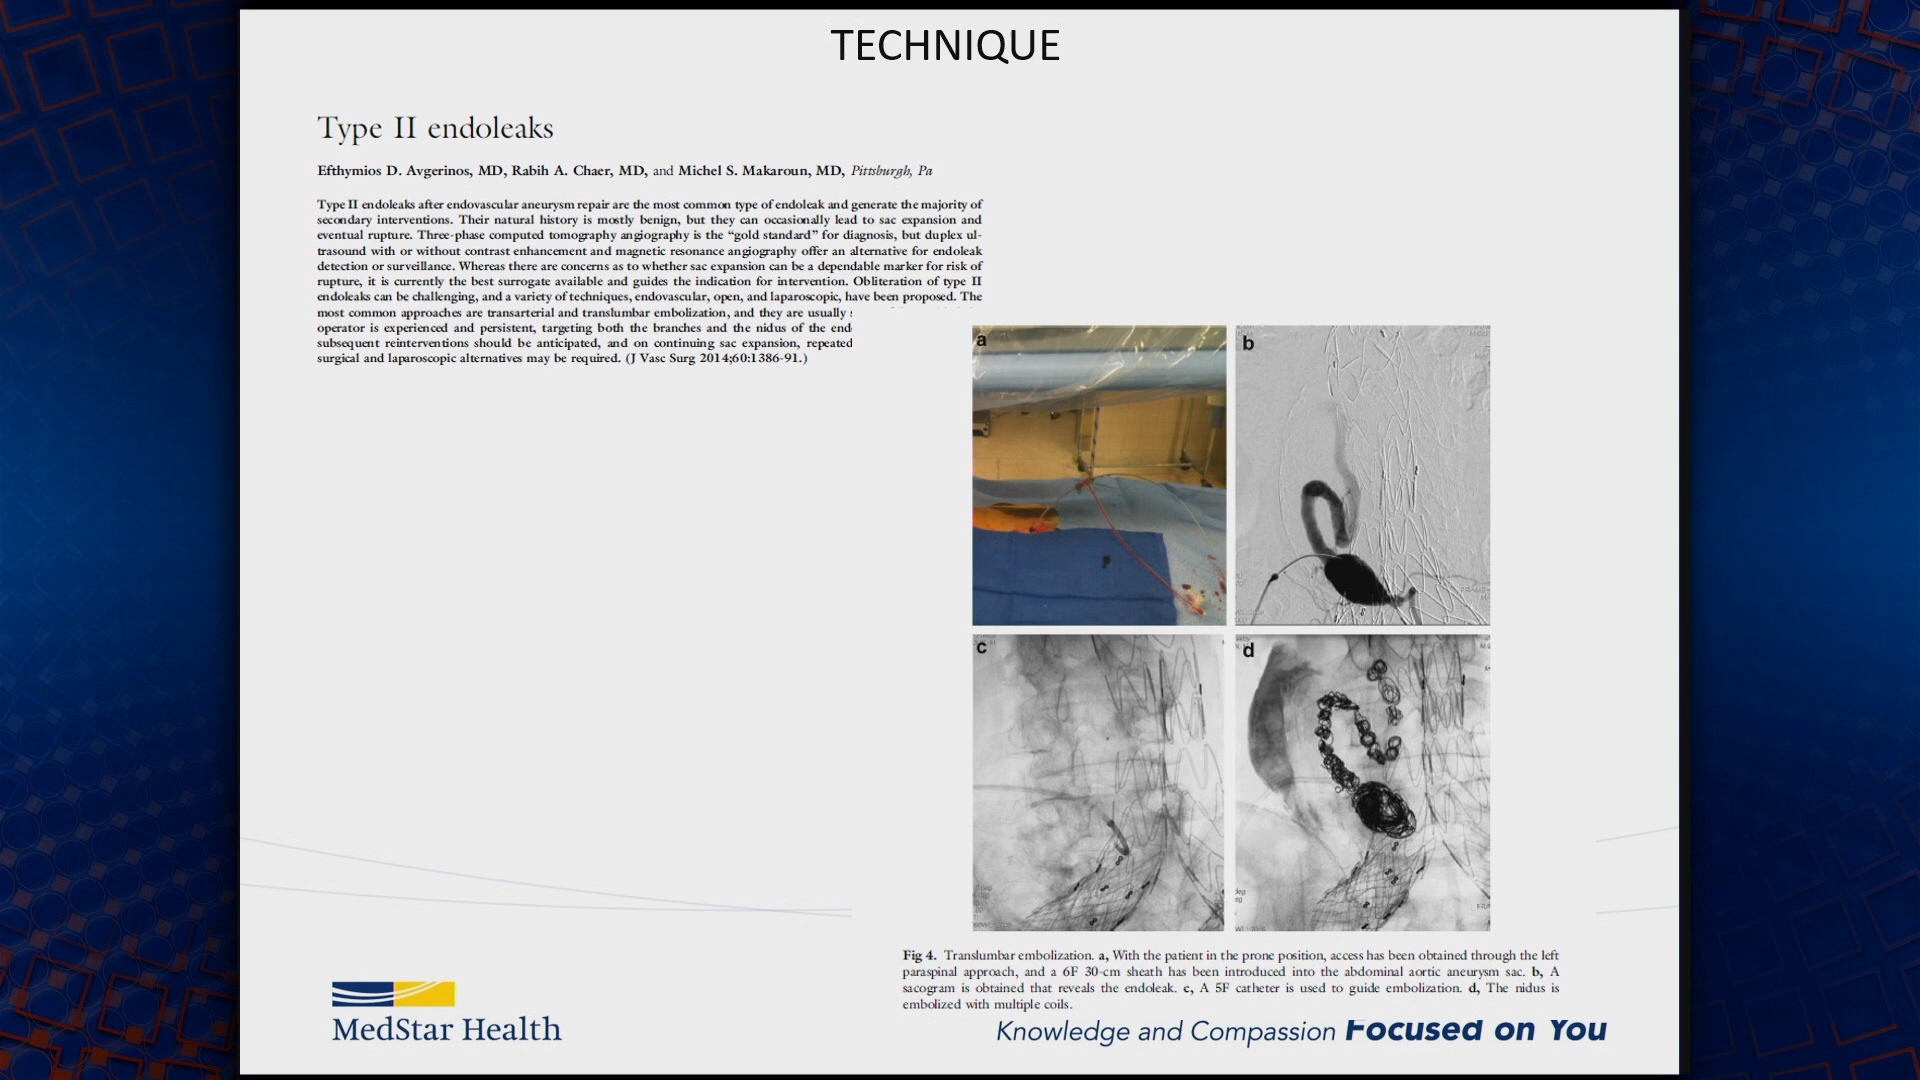 TECHNIQUE
Type II endoleaks
Efthymios D. Avgerinos, MD, Rabih A. Chaer, MD, and Michel S. Makaroun, MD, Pittsburgh, Pa
Type II endoleaks after endovascular aneurysm repair are the most common type of endoleak and generate the majority of
secondary interventions. Their natural history is mostly benign, but they can occasionally lead to sac expansion and
eventual rupture. Three-phase computed tomography angiography is the “gold standard” for diagnosis, but duplex ul-
trasound with or without contrast enhancement and magnetic resonance angiography offer an alternative for endoleak
detection or surveillance. Whereas there are concerns as to whether sac expansion can be a dependable marker for risk of
rupture, it is currently the best surrogate available and guides the indication for intervention. Obliteration of type II
endoleaks can be challenging, and a variety of techniques, endovascular, open, and laparoscopic, have been proposed. The
most common approaches are transarterial and translumbar embolization, and they are usually
operator is experienced and persistent, targeting both the branches and the nidus of the
subsequent reinterventions should be anticipated, and on continuing sac expansion, repeated
surgical and laparoscopic alternatives may be required. (J Vasc Surg 2014;60:1386-91.)
a
b
c
d
Fig 4. Translumbar embolization. a, With the patient in the prone position, access has been obtained through the left
paraspinal approach, and a 6F 30-cm sheath has been introduced into the abdominal aortic aneurysm sac. b, A
sacogram is obtained that reveals the endoleak. c, A 5F catheter is used to guide embolization. d, The nidus is
embolized with multiple coils.
MedStar Health
Knowledge and Compassion Focused on You